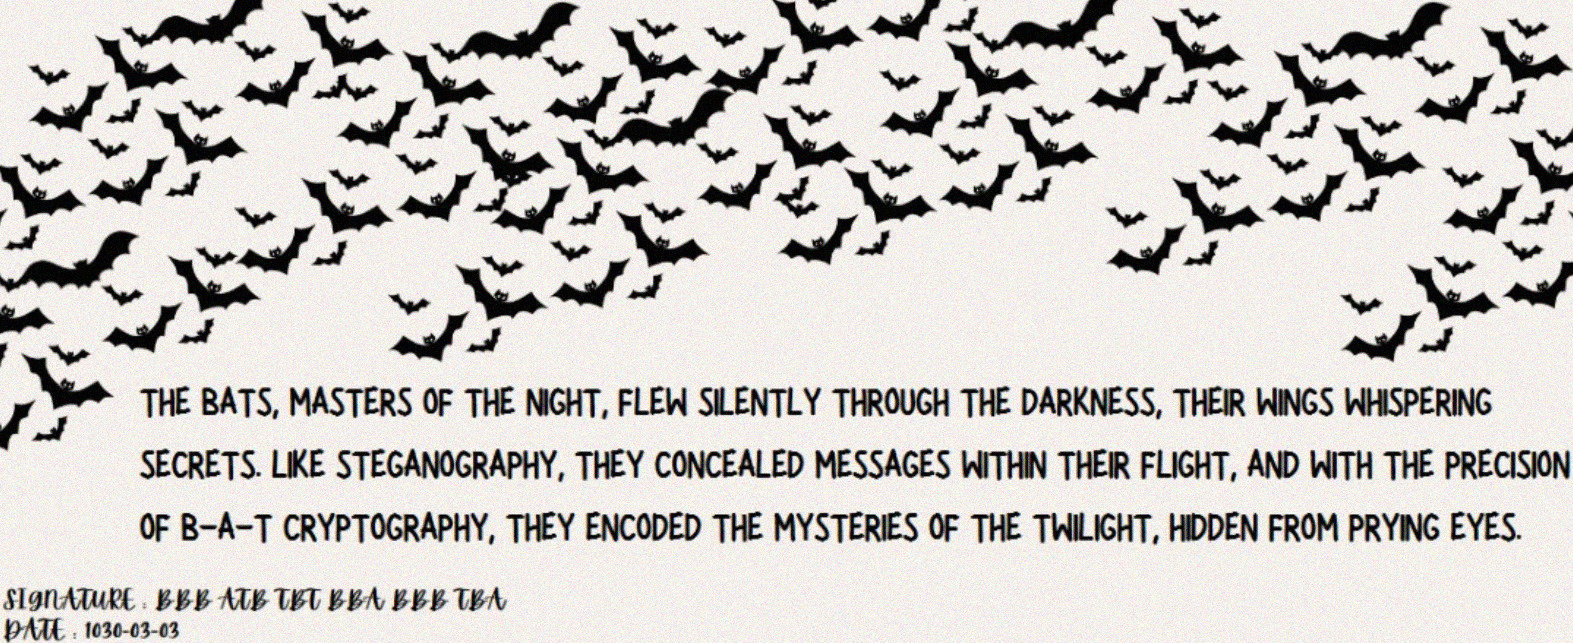 THE BATS, MASTERS OF THE NIGHT, FLEW SILENTLY THROUGH THE DARKNESS, THEIR WINGS WHISPERING
SECRETS. LIKE STEGANOGRAPHY, THEY CONCEALED MESSAGES WITHIN THEIR FLIGHT, AND WITH THE PRECISION
OF B-A-T CRYPTOGRAPHY, THEY ENCODED THE MYSTERIES OF THE TWILIGHT, HIDDEN FROM PRYING EYES.
SIGNATURE : BBB ATB TBT BBA BBB TBA
DATE : 1030-03-03